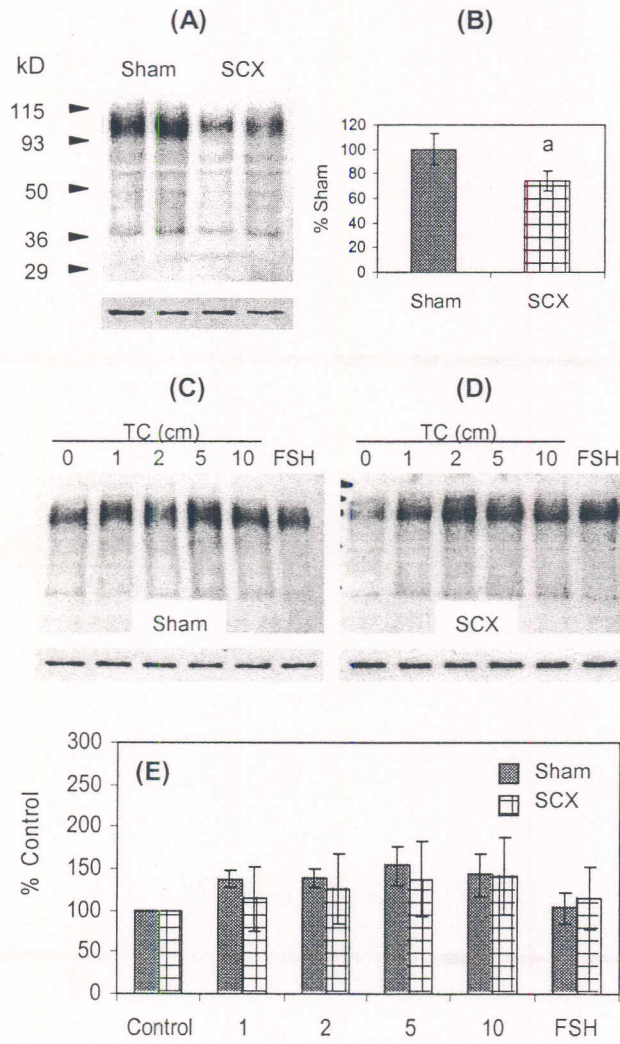 (A)
(B)
kD
Sham SCX
115
93
50
36
29
120
100
80
60
40
20
0
% Sham
a
Sham SCX
(C)
(D)
TC (cm)
0 1 2 5 10 FSH
Sham
TC (cm)
0 1 2 5 10 FSH
SCX
(E)
300
250
200
150
100
50
0
% Control
Sham
SCX
Control 1 2 5 10 FSH